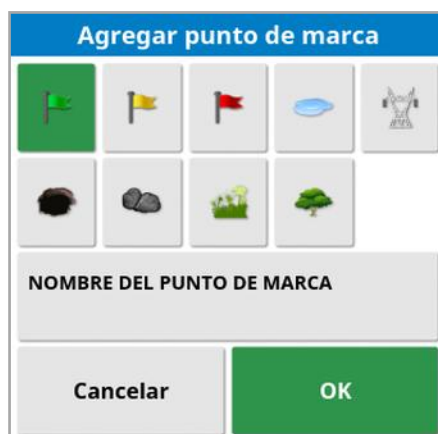 Agregar punto de marca
NOMBRE DEL PUNTO DE MARCA
Cancelar OK